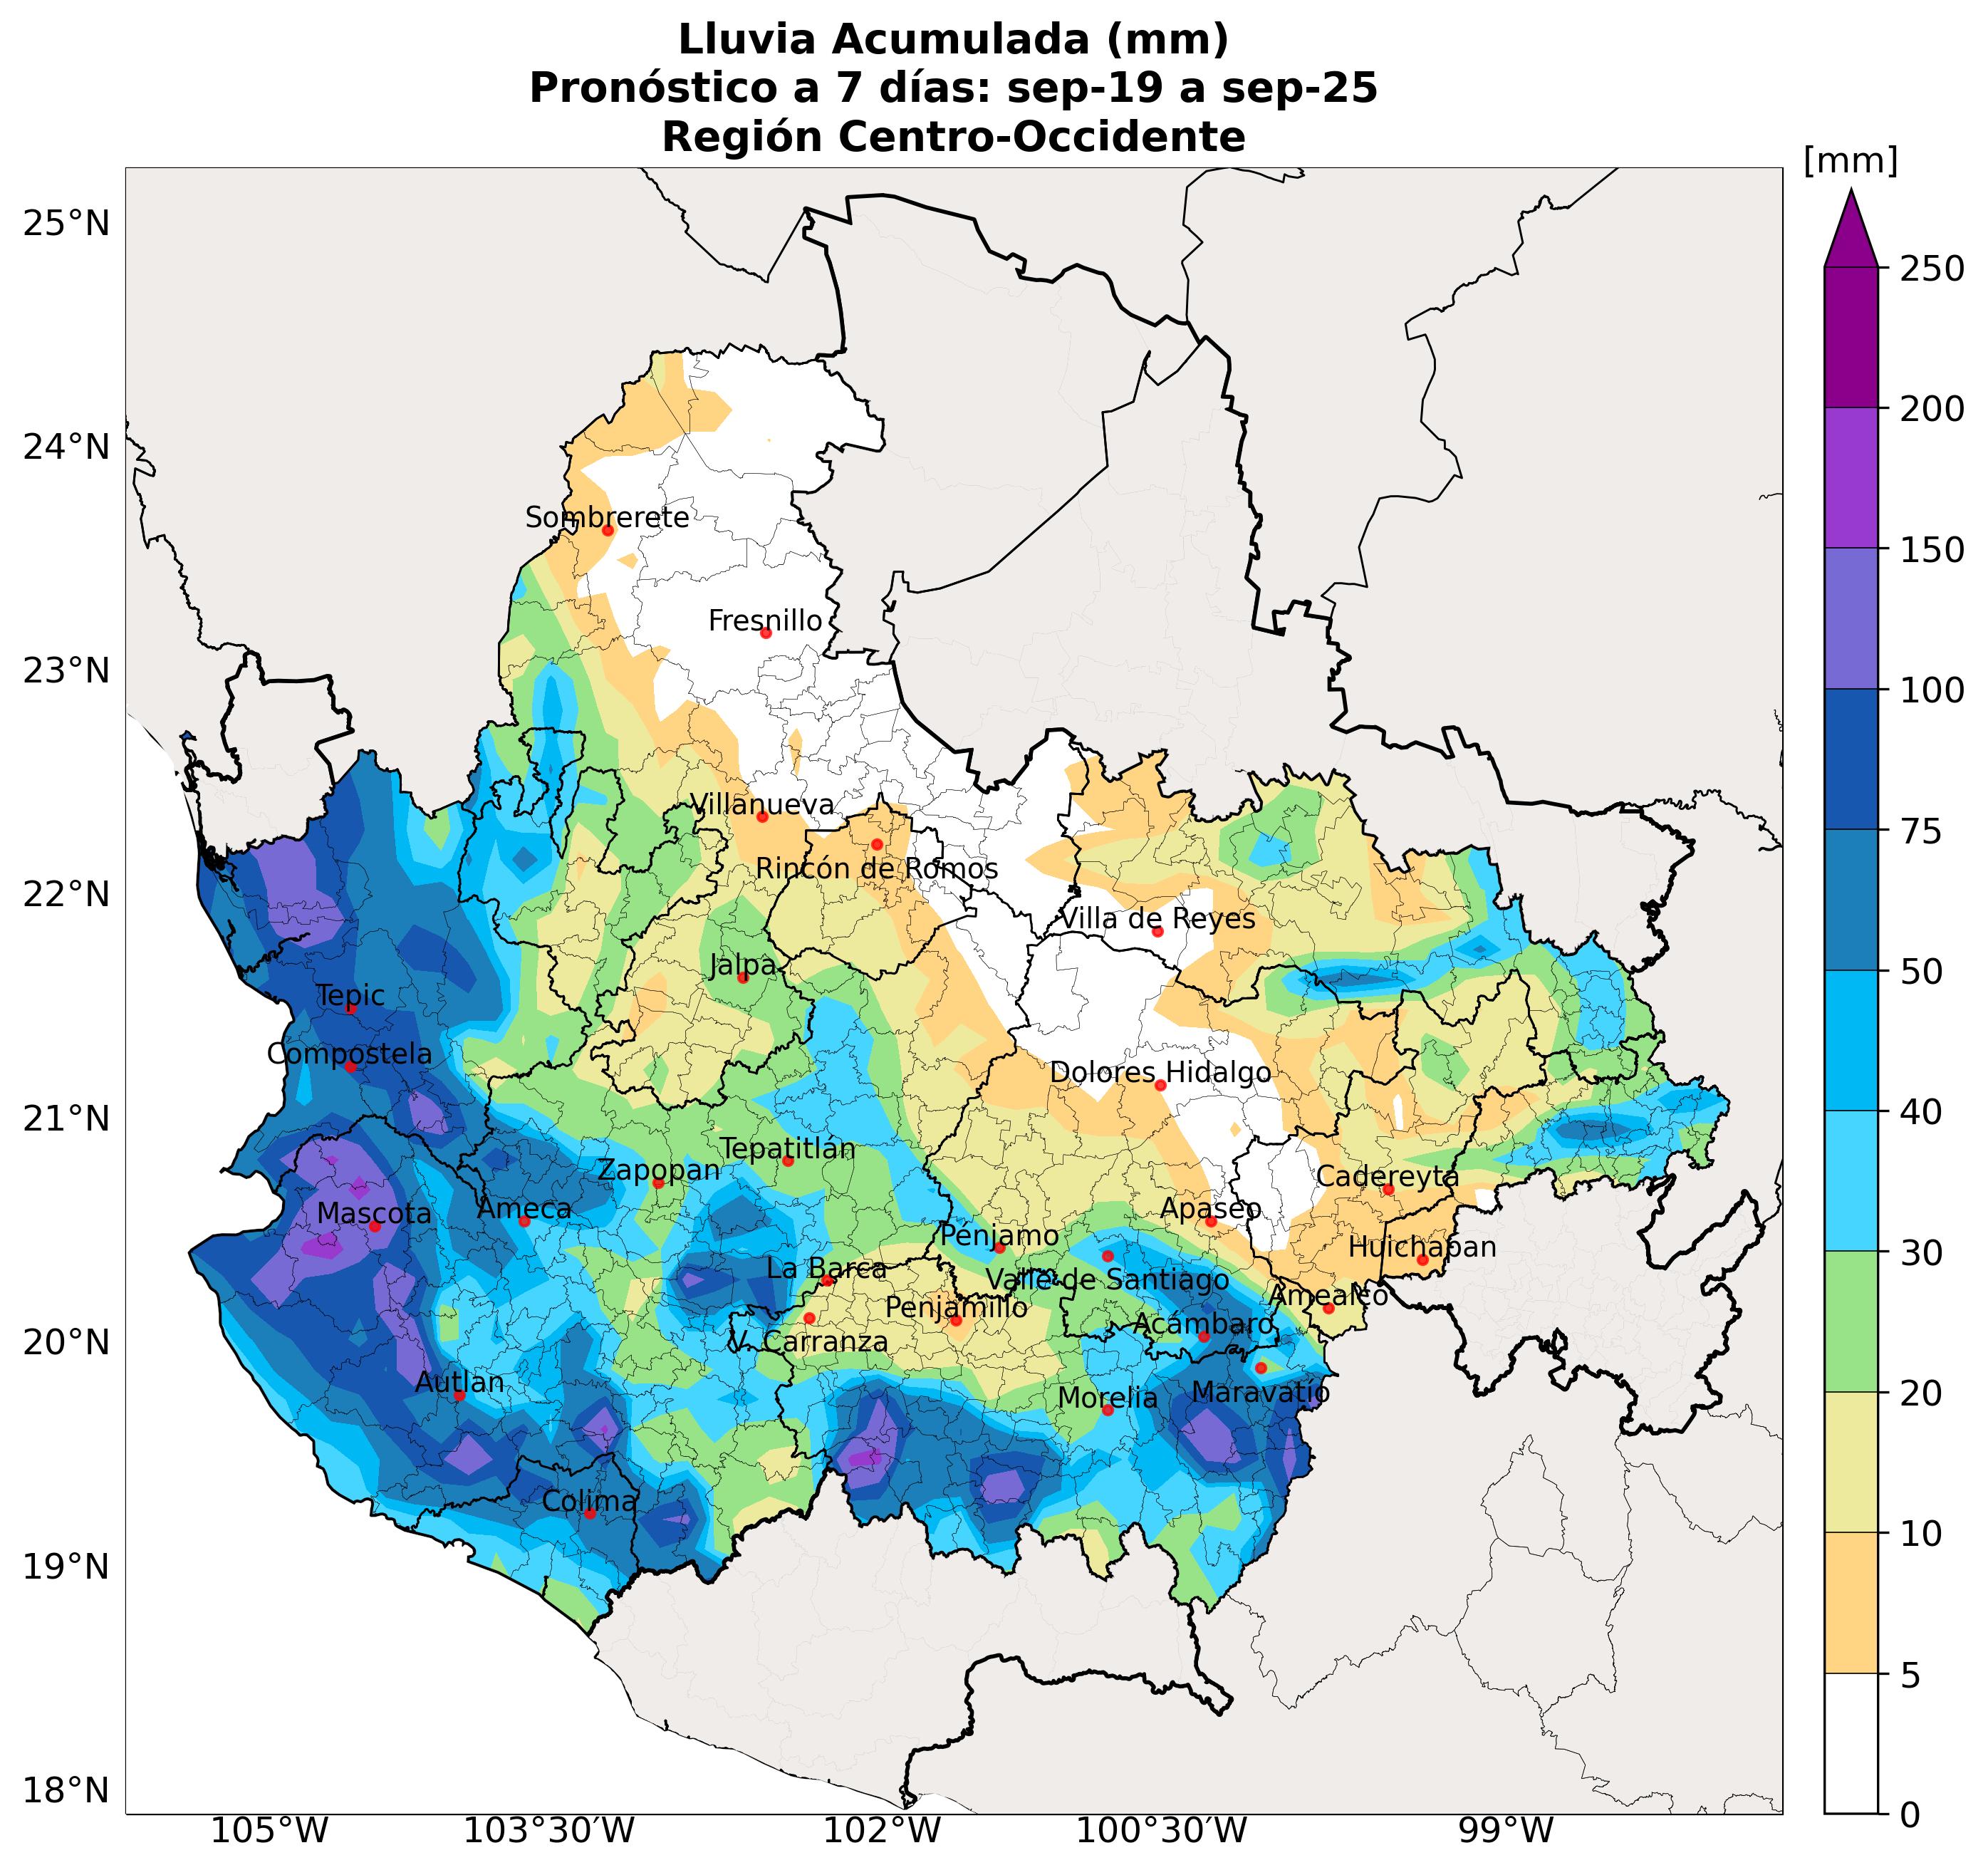 Lluvia Acumulada (mm)
Pronóstico a 7 días: sep-19 a sep-25
Región Centro-Occidente
[mm]
25°N
24°N
23°N
22°N
21°N
20°N
19°N
18°N
105°W
103°30'W
102°W
100°30'W
99°W
250
200
150
100
75
50
40
30
20
10
5
0
Sombrerete
Fresnillo
Villanueva
Rincón de Romos
Villa de Reyes
Jalpa
Tepic
Compostela
Dolores Hidalgo
Tepatitlán
Zapopan
Cadereyta
Ameca
Mascota
Apaseo
Pénjamo
Huichapan
La Barca
Valle de Santiago
Amealco
Penjamillo
Acámbaro
V. Carranza
Autlán
Maravatío
Morelia
Colima